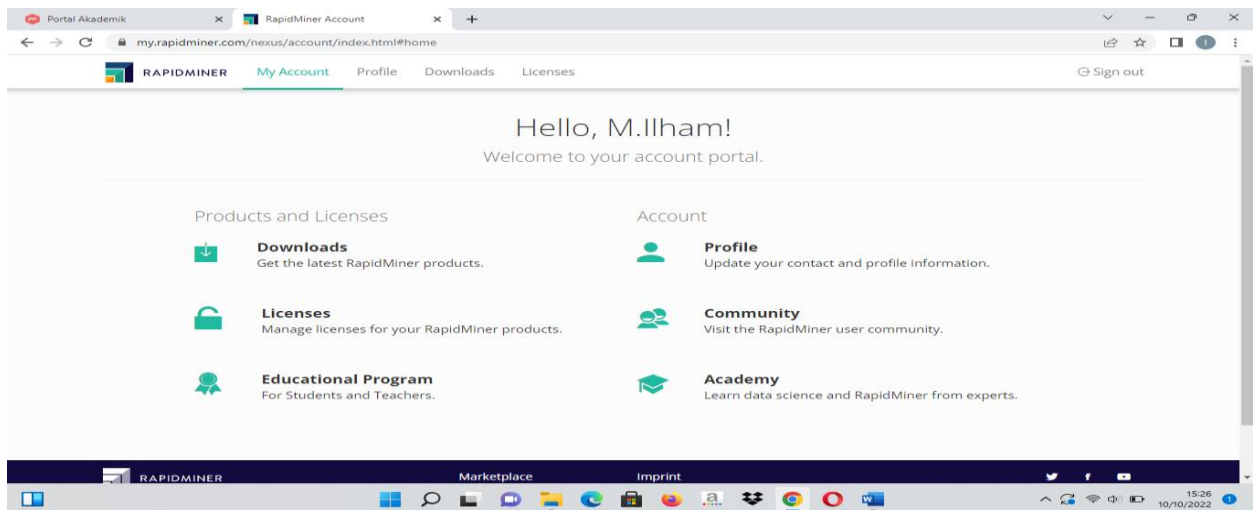 Portal Akademik
RapidMiner Account
my.rapidminer.com/nexus/account/index.html#home
RAPIDMINER My Account Profile Downloads Licenses Sign out
Hello, M.Ilham!
Welcome to your account portal.
Products and Licenses
Downloads
Get the latest RapidMiner products.
Licenses
Manage licenses for your RapidMiner products.
Educational Program
For Students and Teachers.
Account
Profile
Update your contact and profile information.
Community
Visit the RapidMiner user community.
Academy
Learn data science and RapidMiner from experts.
RAPIDMINER Marketplace Imprint
15:26
10/10/2022